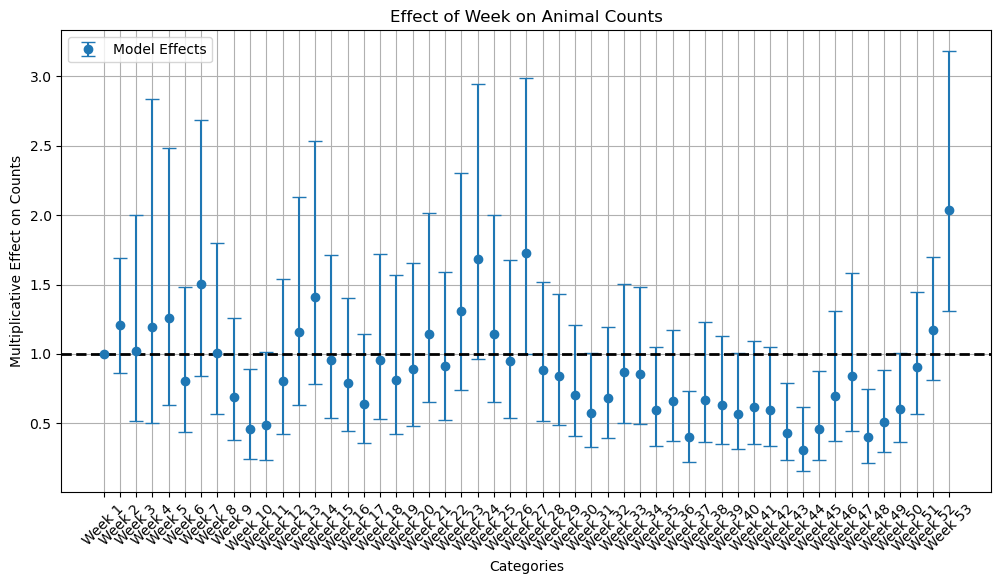 Effect of Week on Animal Counts
Model Effects
Multiplicative Effect on Counts
3.0
2.5
2.0
1.5
1.0
0.5
Week 1
Week 2
Week 3
Week 4
Week 5
Week 6
Week 7
Week 8
Week 9
Week 10
Week 11
Week 12
Week 13
Week 14
Week 15
Week 16
Week 17
Week 18
Week 19
Week 20
Week 21
Week 22
Week 23
Week 24
Week 25
Week 26
Week 27
Week 28
Week 29
Week 30
Week 31
Week 32
Week 33
Week 34
Week 35
Week 36
Week 37
Week 38
Week 39
Week 40
Week 41
Week 42
Week 43
Week 44
Week 45
Week 46
Week 47
Week 48
Week 49
Week 50
Week 51
Week 52
Week 53
Categories